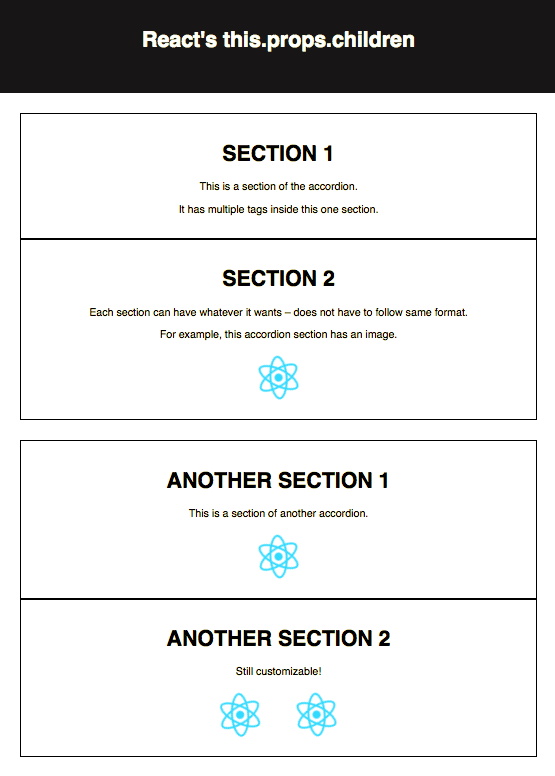 React's this.props.children
SECTION 1
This is a section of the accordion.
It has multiple tags inside this one section.
SECTION 2
Each section can have whatever it wants – does not have to follow same format.
For example, this accordion section has an image.
ANOTHER SECTION 1
This is a section of another accordion.
ANOTHER SECTION 2
Still customizable!